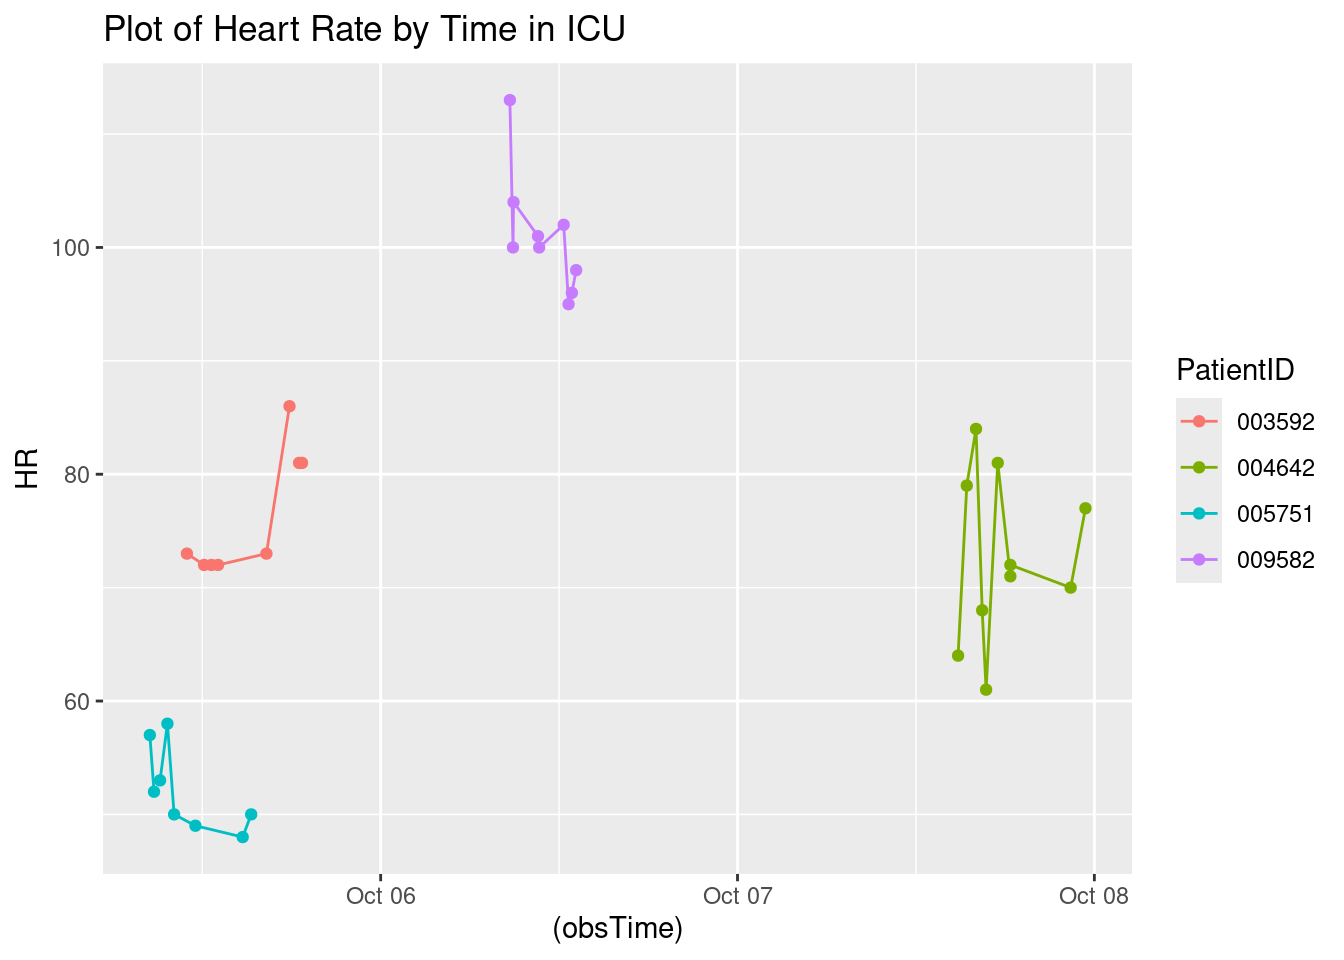 Plot of Heart Rate by Time in ICU
HR
100
80
60
Oct 06
Oct 07
Oct 08
(obsTime)
PatientID
003592
004642
005751
009582